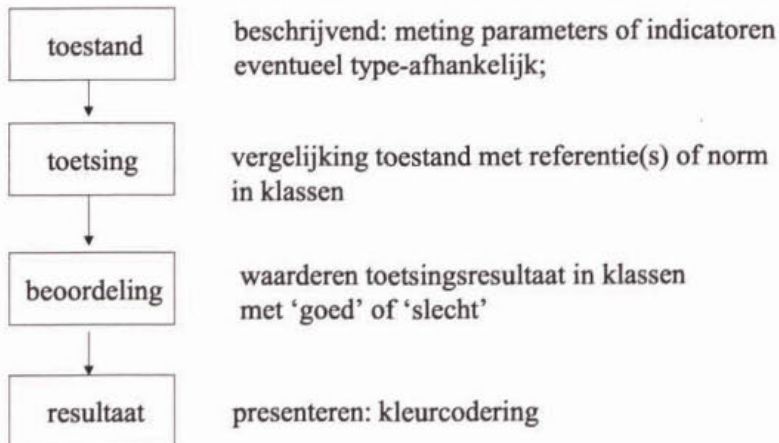 toestand
beschrijvend: meting parameters of indicatoren
eventueel type-afhankelijk;
toetsing
vergelijking toestand met referentie(s) of norm
in klassen
beoordeling
waarderen toetsingsresultaat in klassen
met ‘goed’ of ‘slecht’
resultaat
presenteren: kleurcodering